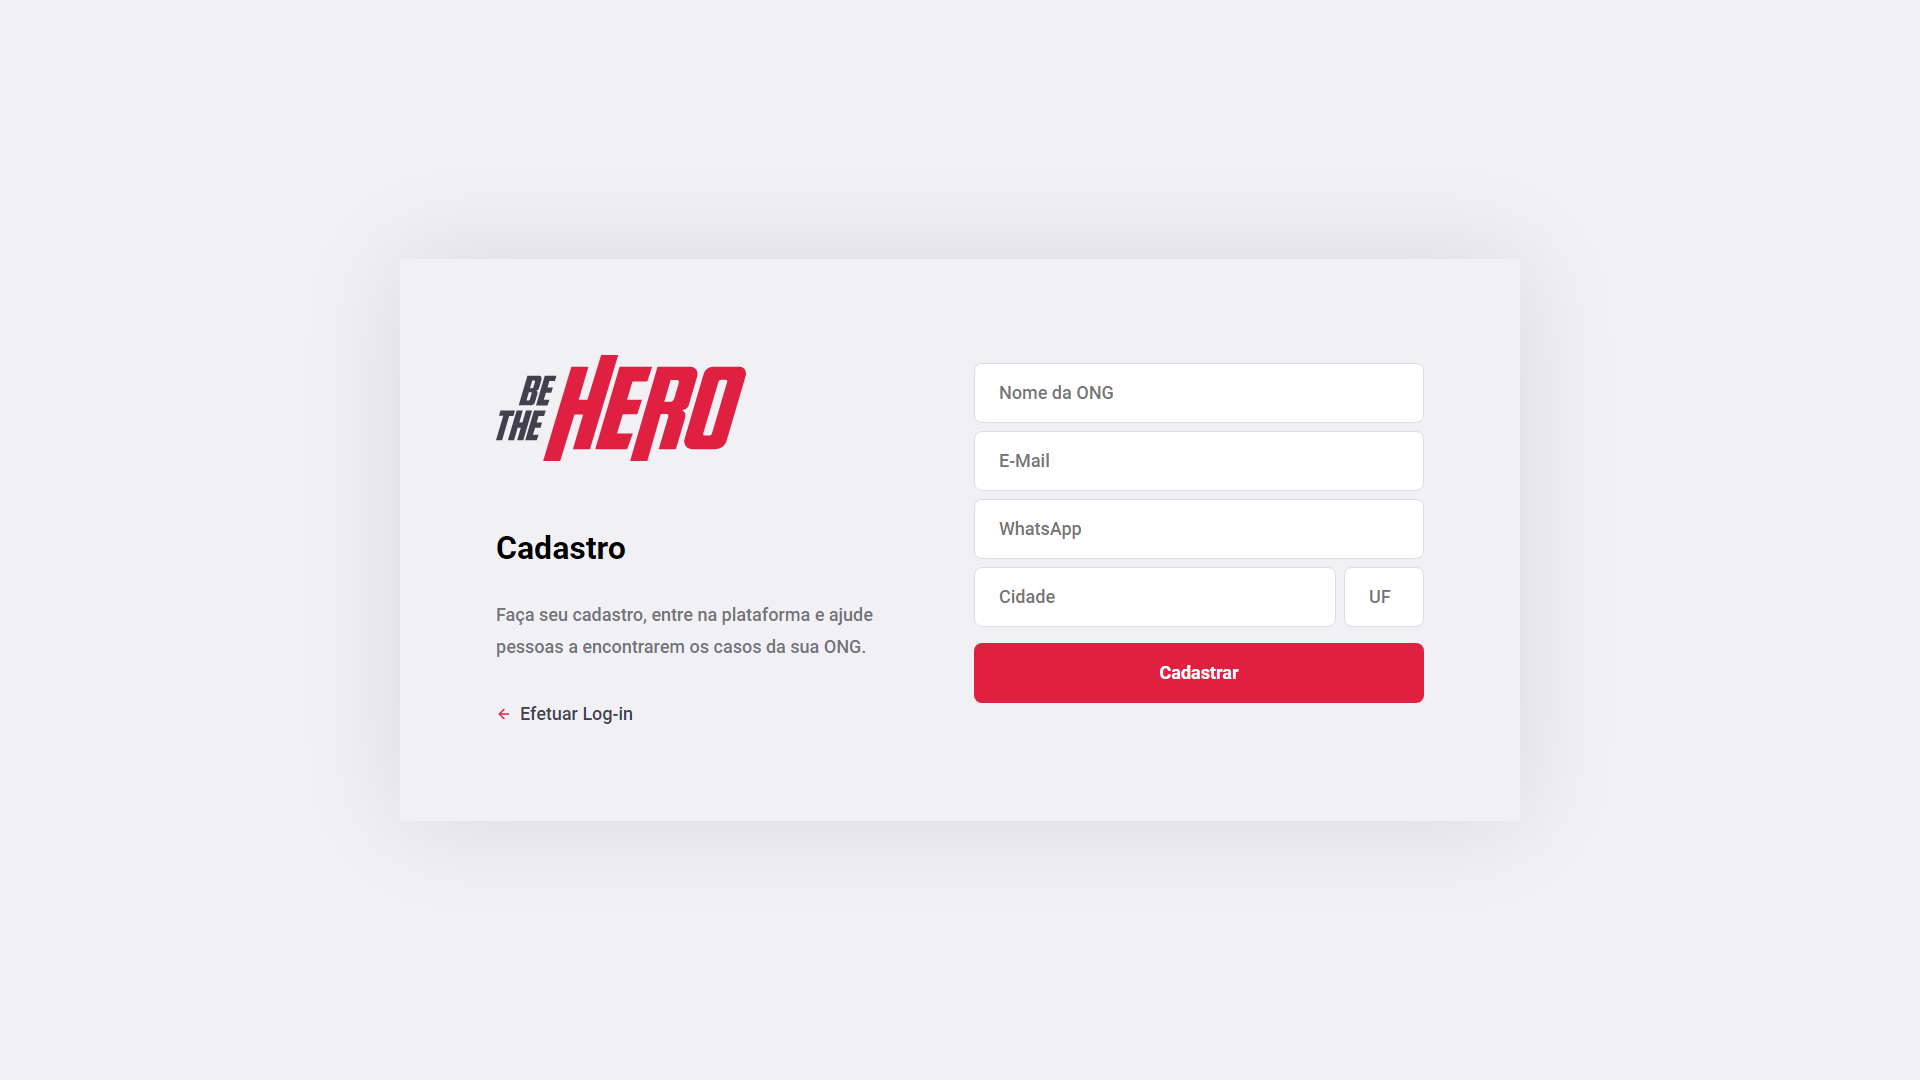 BE
THE
HERO
Cadastro
Faça seu cadastro, entre na plataforma e ajude
pessoas a encontrarem os casos da sua ONG.
Efetuar Log-in
Nome da ONG
E-Mail
WhatsApp
Cidade
UF
Cadastrar